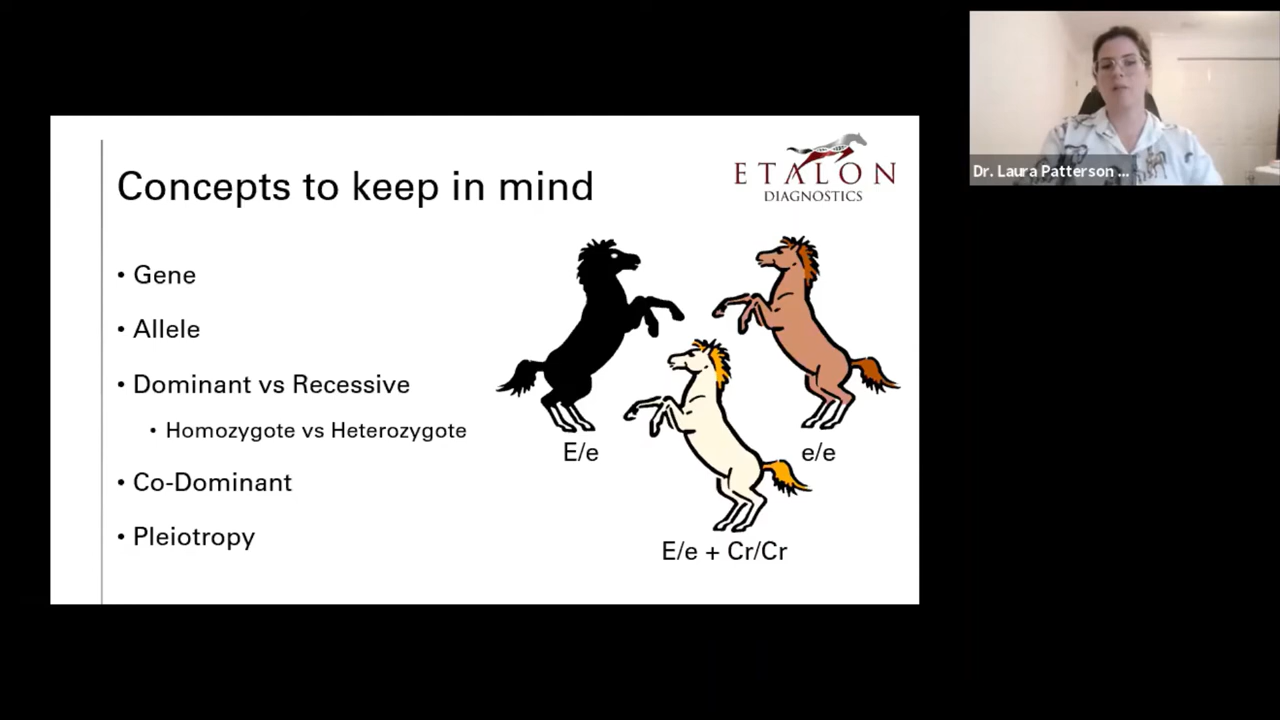 Concepts to keep in mind
ETALON
DIAGNOSTICS
• Gene
• Allele
• Dominant vs Recessive
• Homozygote vs Heterozygote
• Co-Dominant
• Pleiotropy
E/e
e/e
E/e + Cr/Cr
Dr. Laura Patterson ...